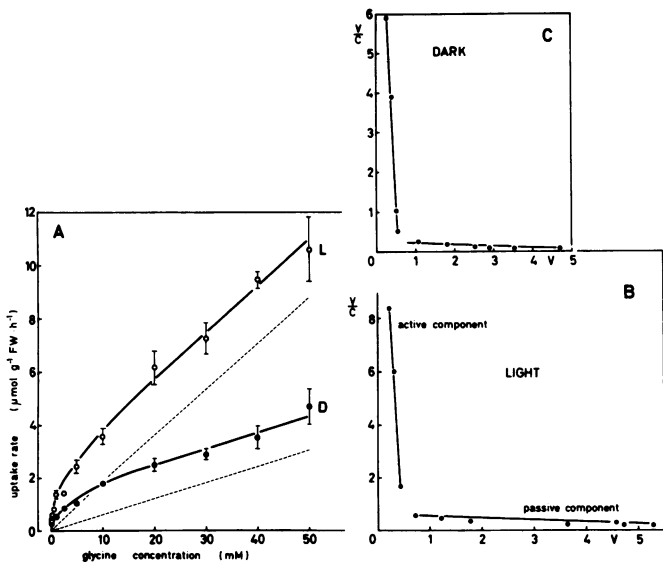 A
12
10
8
6
4
2
0
uptake rate (µmol g⁻¹ FW h⁻¹)
L
D
0 10 20 30 40 50
glycine concentration (mM)
C
DARK
V/C
6
5
4
3
2
1
0 1 2 3 4 V 5
B
LIGHT
V/C
8
6
4
2
active component
passive component
0 1 2 3 4 V 5